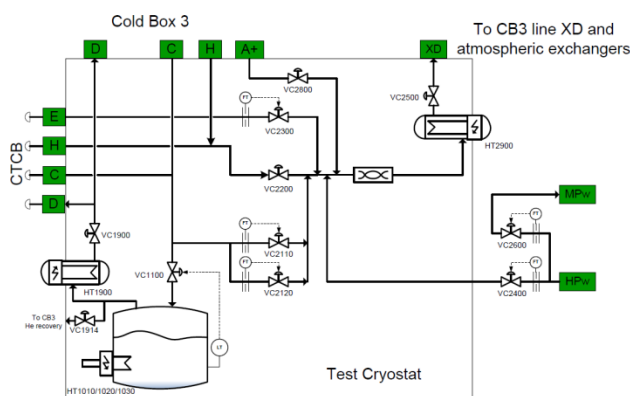 Cold Box 3
To CB3 line XD and
atmospheric exchangers
D
C
H
A+
XD
VC2800
VC2500
E
FT
VC2300
HT2900
H
CTCB
VC2200
C
D
MPw
FT
VC2600
VC1900
FT
VC2110
VC1100
FT
VC2120
FT
VC2400
HPw
HT1900
To CB3
He recovery
VC1914
LT
HT1010/1020/1030
Test Cryostat